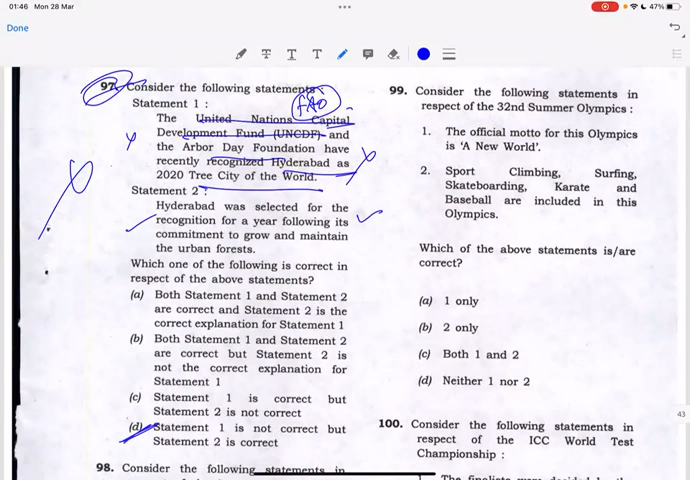 01:46 Mon 28 Mar
47%
Done
97. Consider the following statements:
FAO
Statement 1 :
The United Nations Capital
Development Fund (UNCDF) and
the Arbor Day Foundation have
recently recognized Hyderabad as
2020 Tree City of the World.
Statement 2 :
Hyderabad was selected for the
recognition for a year following its
commitment to grow and maintain
the urban forests.
Which one of the following is correct in
respect of the above statements?
(a) Both Statement 1 and Statement 2
are correct and Statement 2 is the
correct explanation for Statement 1
(b) Both Statement 1 and Statement 2
are correct but Statement 2 is
not the correct explanation for
Statement 1
(c) Statement 1 is correct but
Statement 2 is not correct
(d) Statement 1 is not correct but
Statement 2 is correct
98. Consider the following statements in
99. Consider the following statements in
respect of the 32nd Summer Olympics :
1. The official motto for this Olympics
is 'A New World'.
2. Sport Climbing, Surfing,
Skateboarding, Karate and
Baseball are included in this
Olympics.
Which of the above statements is/are
correct?
(a) 1 only
(b) 2 only
(c) Both 1 and 2
(d) Neither 1 nor 2
43
100. Consider the following statements in
respect of the ICC World Test
Championship :
1. The finalists were decided by the